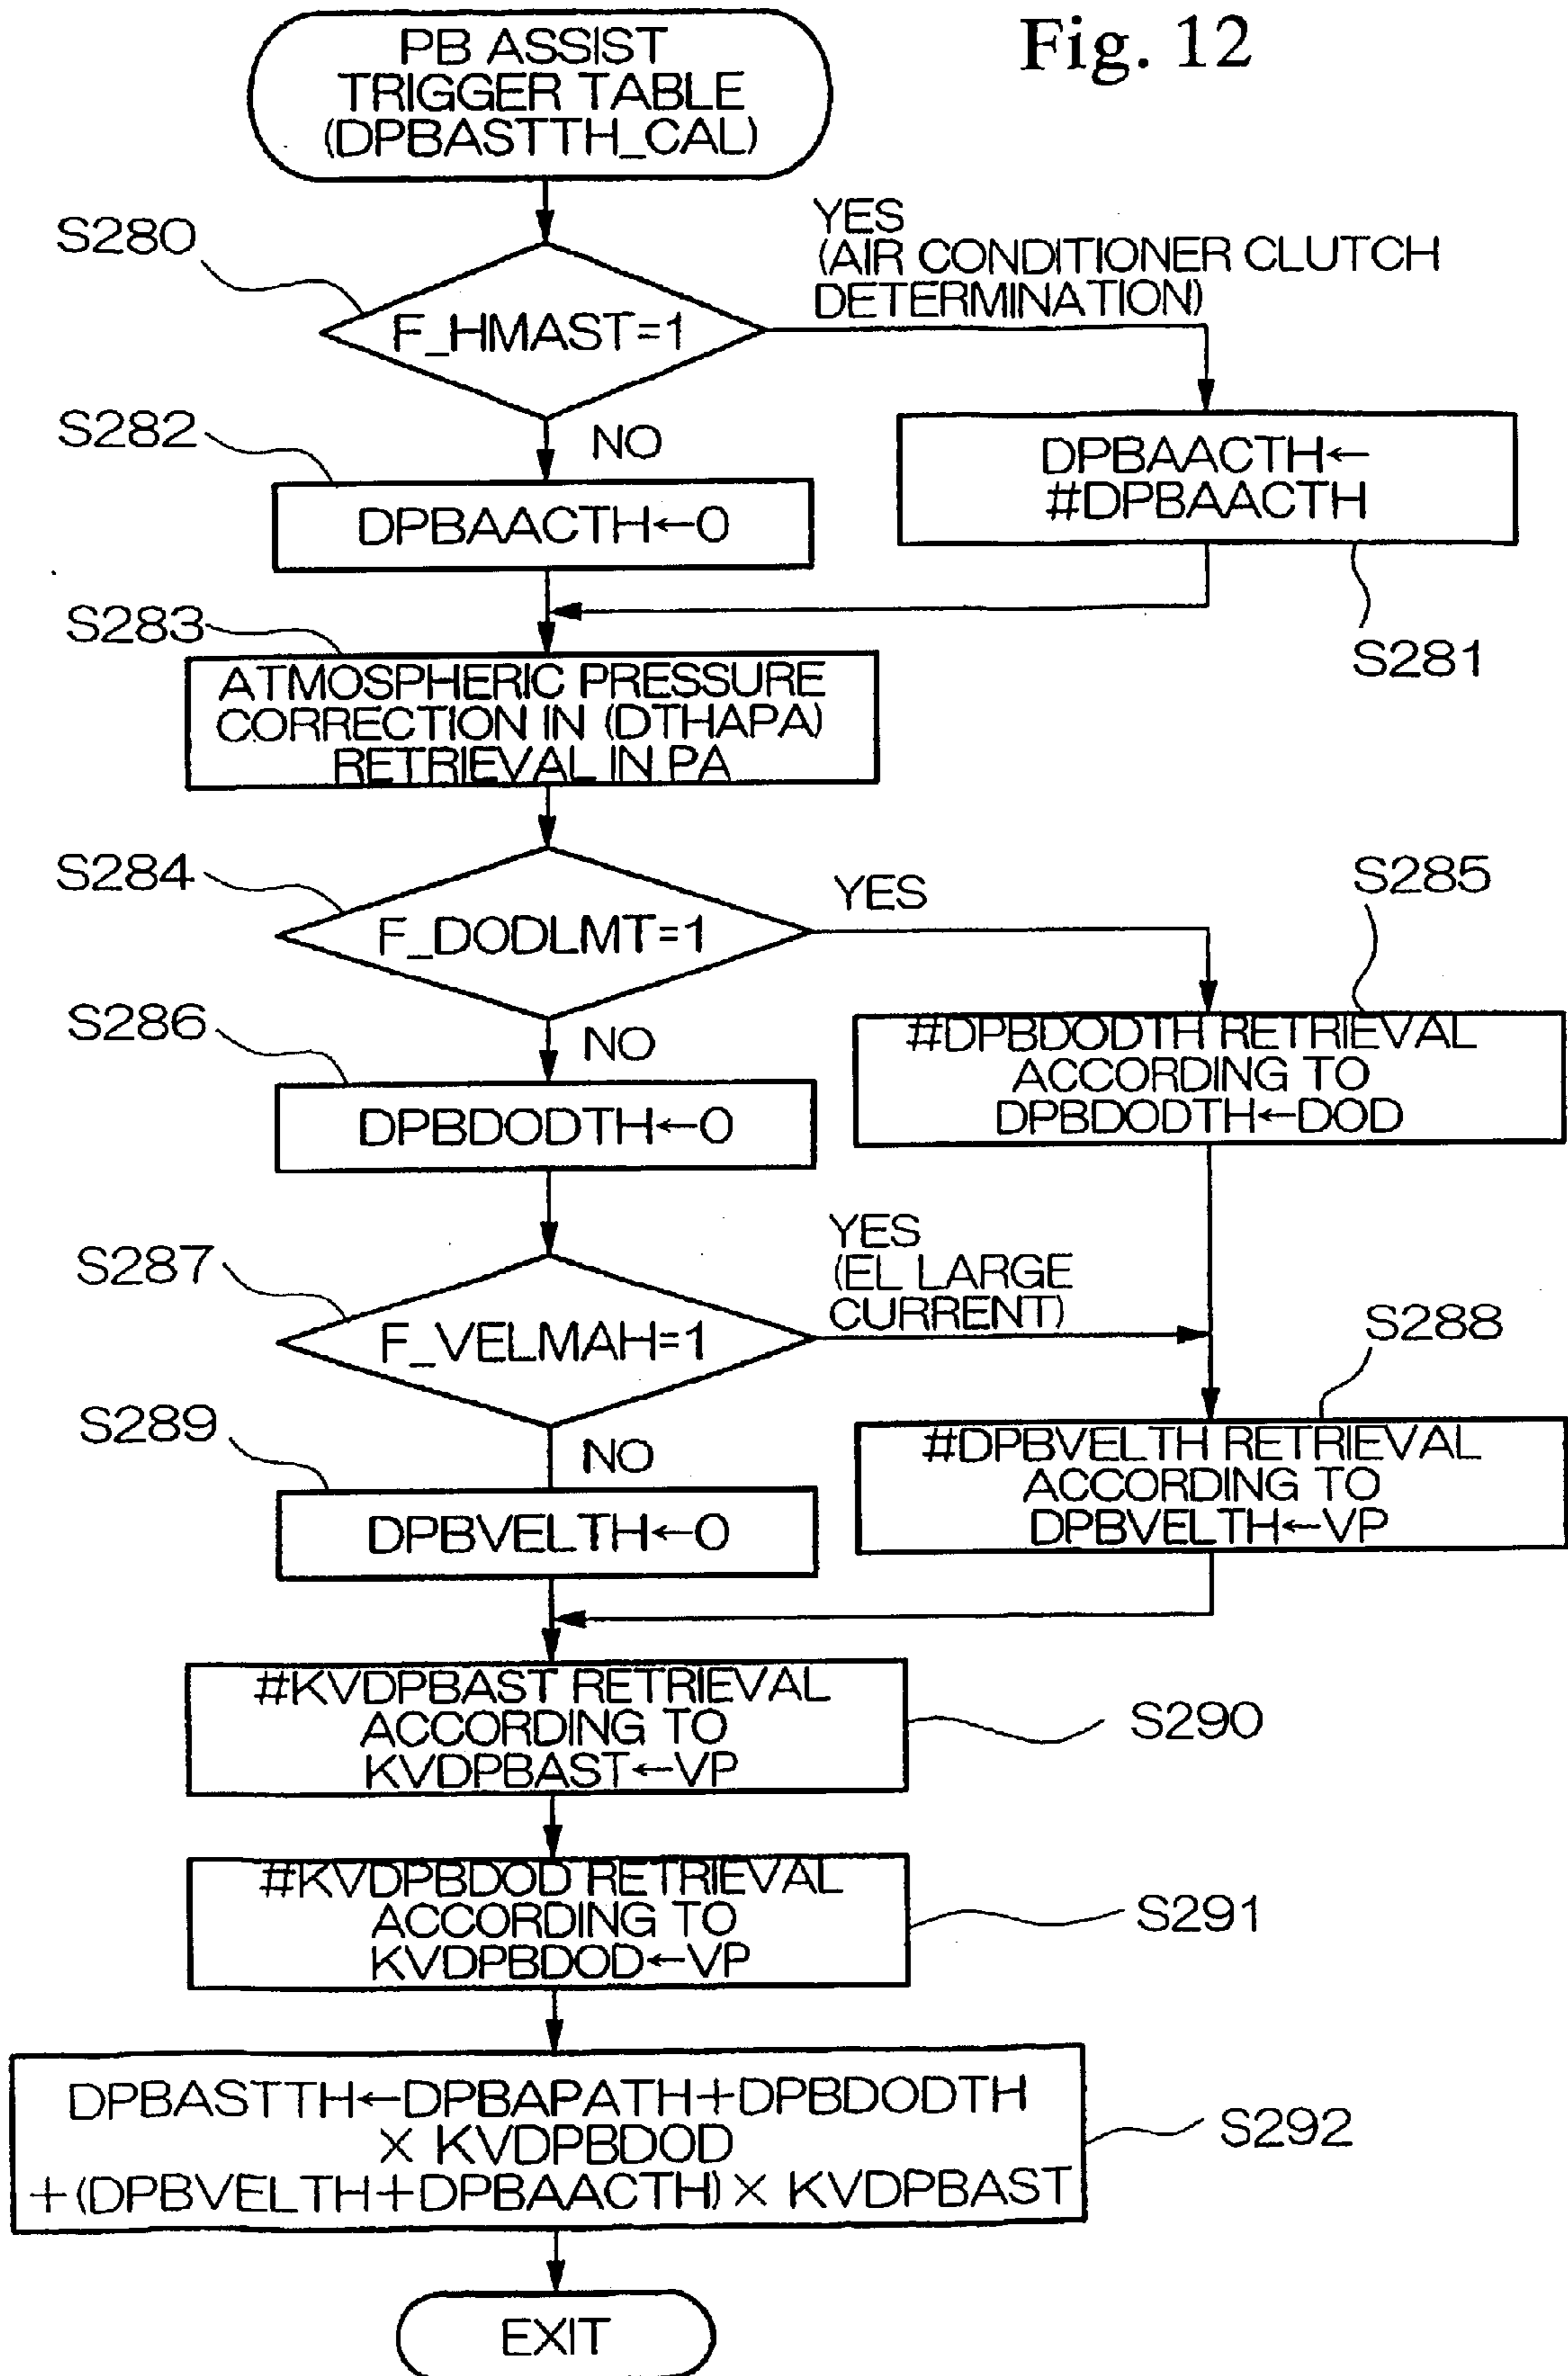 Fig. 12
PB ASSIST
TRIGGER TABLE
(DPBASTTH_CAL)
S280
F_HMAST=1
YES
(AIR CONDITIONER CLUTCH
DETERMINATION)
S282
NO
DPBAACTH←0
DPBAACTH←
#DPBAACTH
S281
S283
ATMOSPHERIC PRESSURE
CORRECTION IN (DTHAPA)
RETRIEVAL IN PA
S284
F_DODLMT=1
YES
S285
S286
NO
DPBDODTH←0
#DPBDODTH RETRIEVAL
ACCORDING TO
DPBDODTH←DOD
S287
F_VELMAH=1
YES
(EL LARGE
CURRENT)
S288
S289
NO
DPBVELTH←0
#DPBVELTH RETRIEVAL
ACCORDING TO
DPBVELTH←VP
#KVDPBAST RETRIEVAL
ACCORDING TO
KVDPBAST←VP
S290
#KVDPBDOD RETRIEVAL
ACCORDING TO
KVDPBDOD←VP
S291
DPBASTTH←DPBAPATH+DPBDODTH
× KVDPBDOD
+(DPBVELTH+DPBAACTH)× KVDPBAST
S292
EXIT